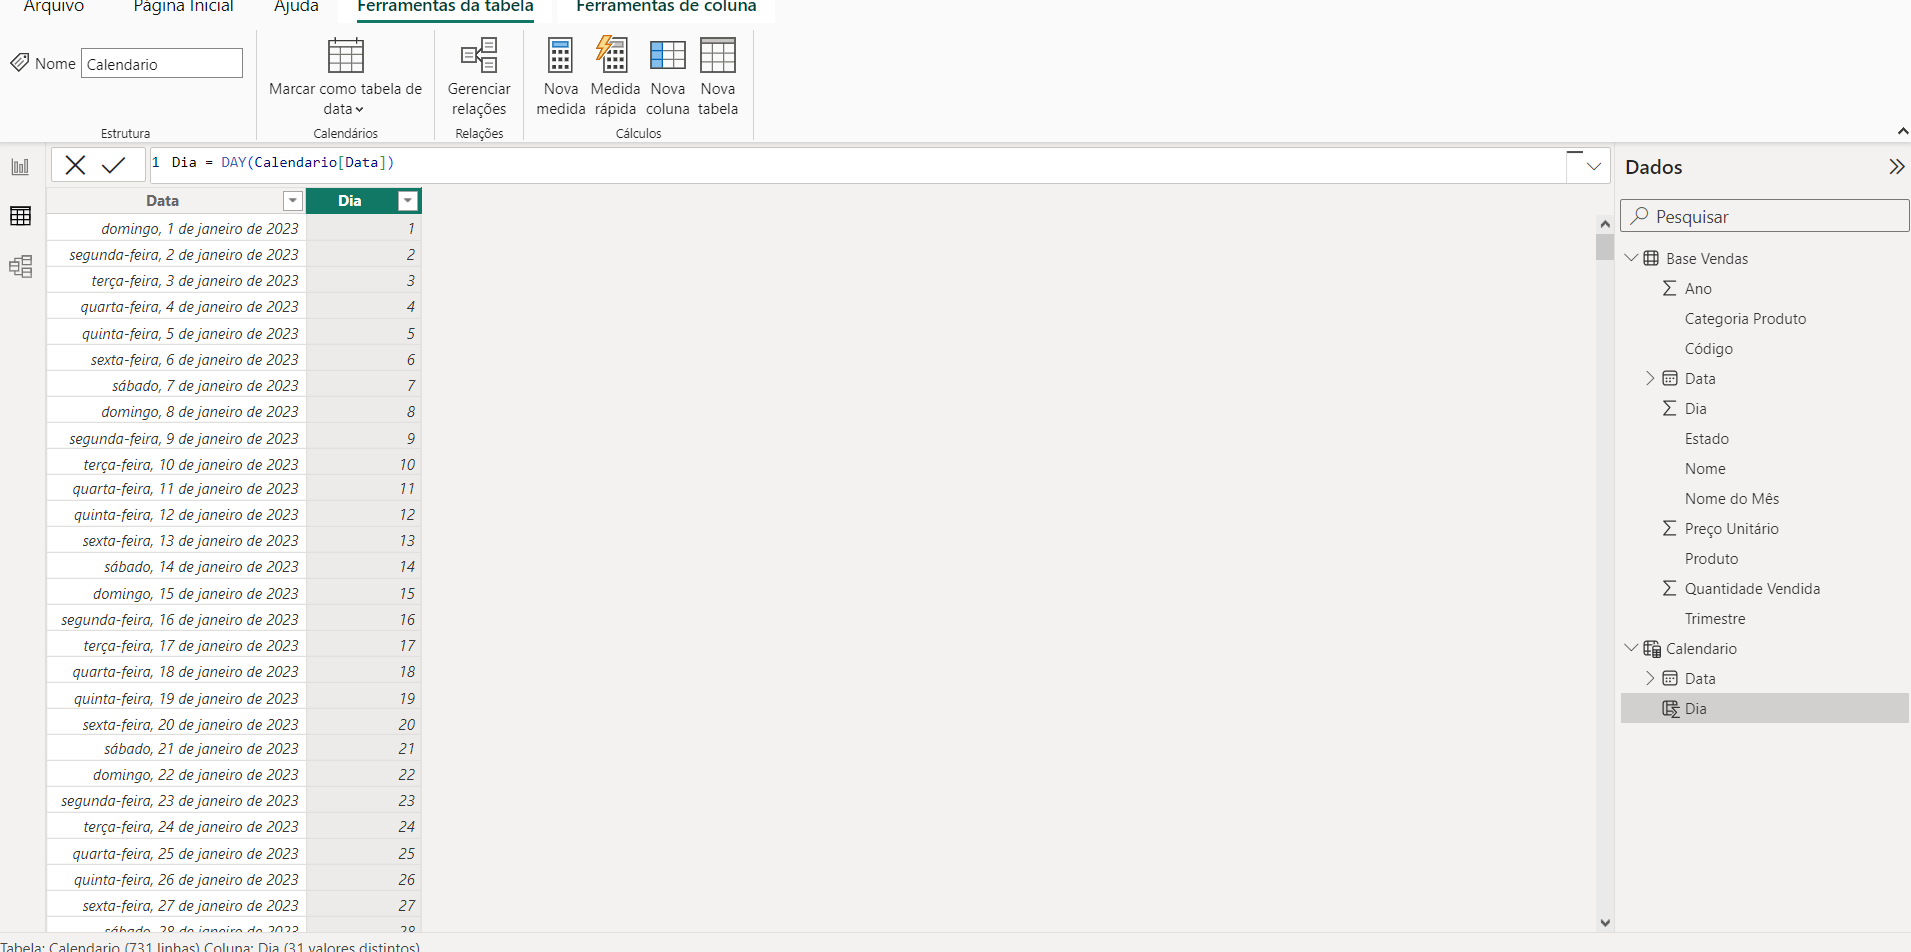 Arquivo Página Inicial Ajuda Ferramentas da tabela Ferramentas de coluna
Nome Calendario
Marcar como tabela de data
Gerenciar relações
Nova medida
Medida rápida
Nova coluna
Nova tabela
Estrutura Calendários Relações Cálculos
1 Dia = DAY(Calendario[Data])
Data Dia
domingo, 1 de janeiro de 2023 1
segunda-feira, 2 de janeiro de 2023 2
terça-feira, 3 de janeiro de 2023 3
quarta-feira, 4 de janeiro de 2023 4
quinta-feira, 5 de janeiro de 2023 5
sexta-feira, 6 de janeiro de 2023 6
sábado, 7 de janeiro de 2023 7
domingo, 8 de janeiro de 2023 8
segunda-feira, 9 de janeiro de 2023 9
terça-feira, 10 de janeiro de 2023 10
quarta-feira, 11 de janeiro de 2023 11
quinta-feira, 12 de janeiro de 2023 12
sexta-feira, 13 de janeiro de 2023 13
sábado, 14 de janeiro de 2023 14
domingo, 15 de janeiro de 2023 15
segunda-feira, 16 de janeiro de 2023 16
terça-feira, 17 de janeiro de 2023 17
quarta-feira, 18 de janeiro de 2023 18
quinta-feira, 19 de janeiro de 2023 19
sexta-feira, 20 de janeiro de 2023 20
sábado, 21 de janeiro de 2023 21
domingo, 22 de janeiro de 2023 22
segunda-feira, 23 de janeiro de 2023 23
terça-feira, 24 de janeiro de 2023 24
quarta-feira, 25 de janeiro de 2023 25
quinta-feira, 26 de janeiro de 2023 26
sexta-feira, 27 de janeiro de 2023 27
sábado, 28 de janeiro de 2023 28
Dados
Pesquisar
Base Vendas
Ano
Categoria Produto
Código
Data
Dia
Estado
Nome
Nome do Mês
Preço Unitário
Produto
Quantidade Vendida
Trimestre
Calendario
Data
Dia
Tabela: Calendario (731 linhas) Coluna: Dia (31 valores distintos)